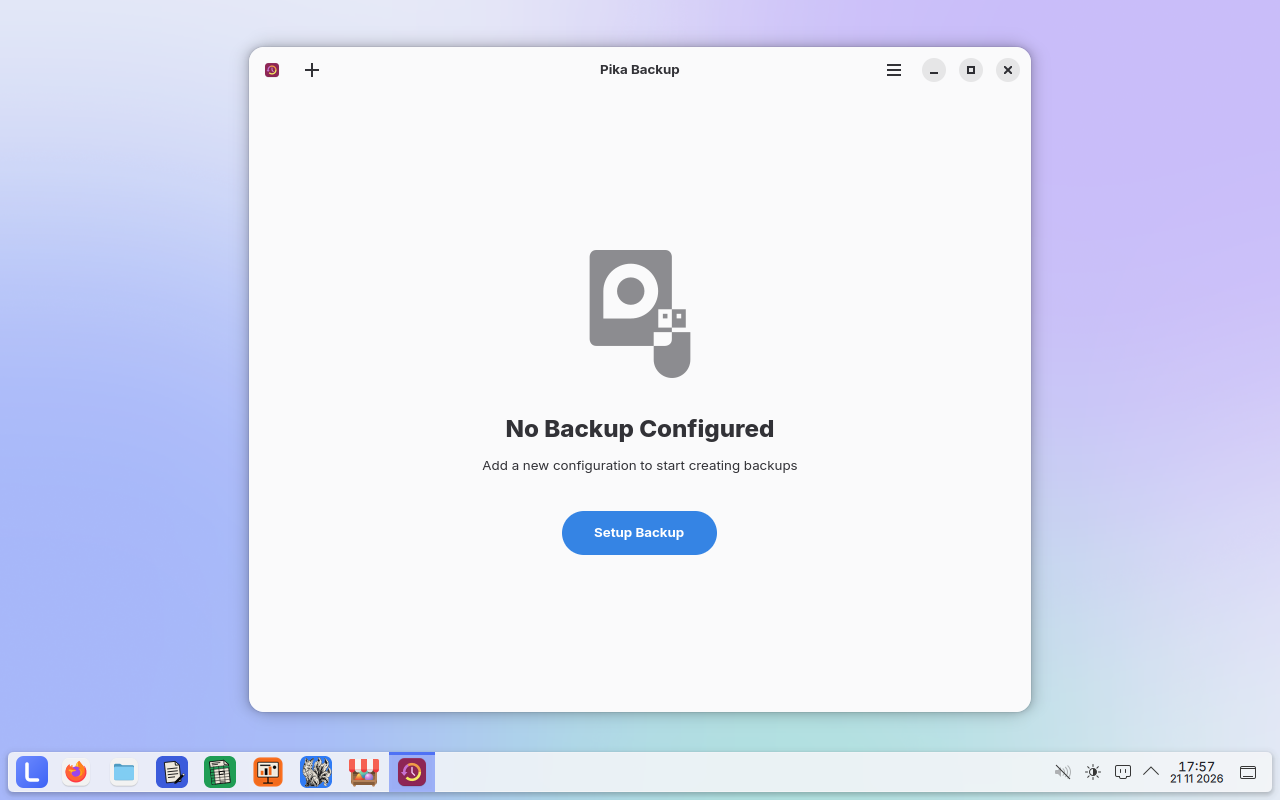 Pika Backup
No Backup Configured
Add a new configuration to start creating backups
Setup Backup
17:57
21 11 2026